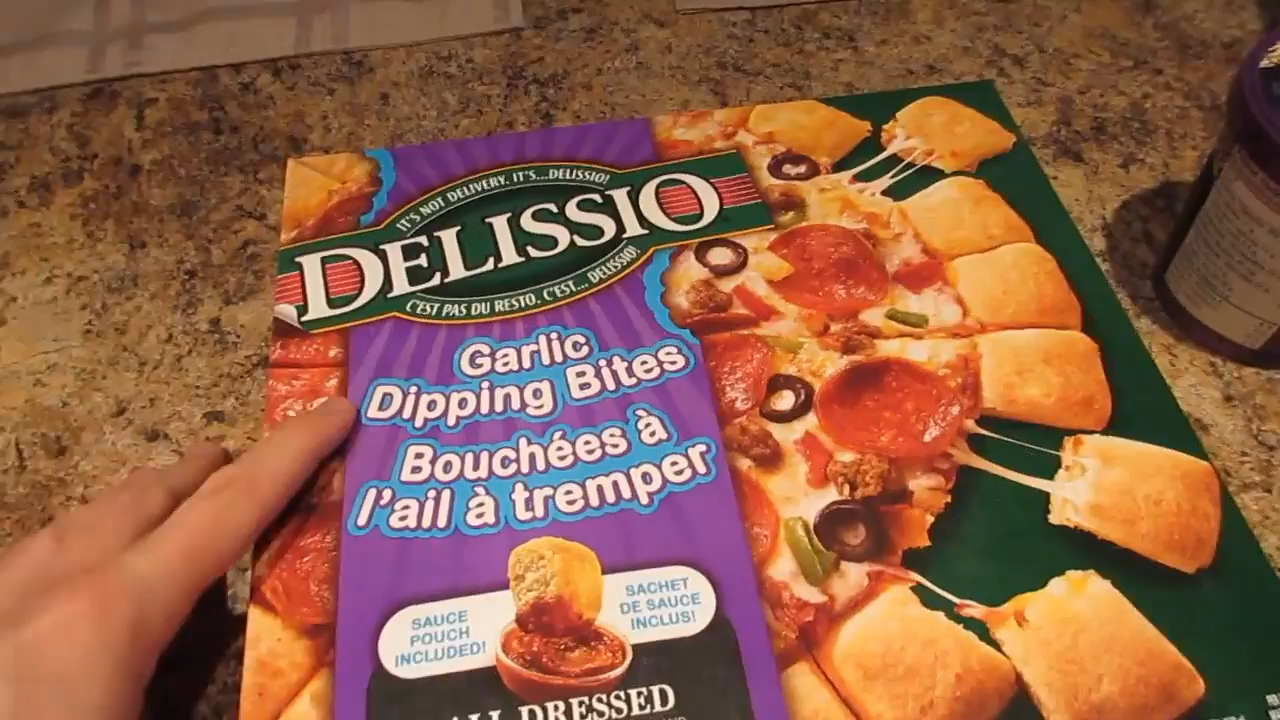 IT'S NOT DELIVERY. IT'S...DELISSIO!
DELISSIO
C'EST PAS DU RESTO. C'EST... DELISSIO!
Garlic
Dipping Bites
Bouchées à
l'ail à tremper
SAUCE
POUCH
INCLUDED!
SACHET
DE SAUCE
INCLUS!
ALL DRESSED